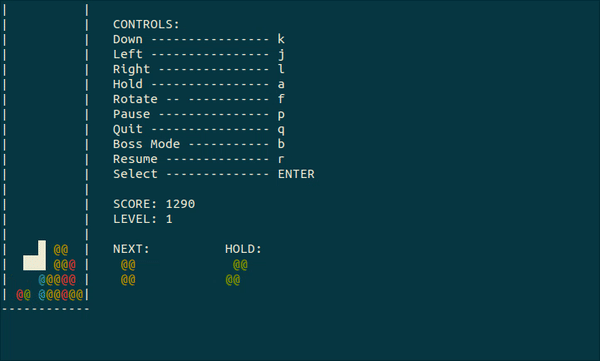 CONTROLS:
Down ---------------- k
Left ---------------- j
Right --------------- l
Hold ---------------- a
Rotate -- ----------- f
Pause --------------- p
Quit ---------------- q
Boss Mode ----------- b
Resume -------------- r
Select -------------- ENTER
SCORE: 1290
LEVEL: 1
@@ NEXT: HOLD:
@@@ @@ @@
@@@@@ @@ @@
@@ @@@@@@
------------